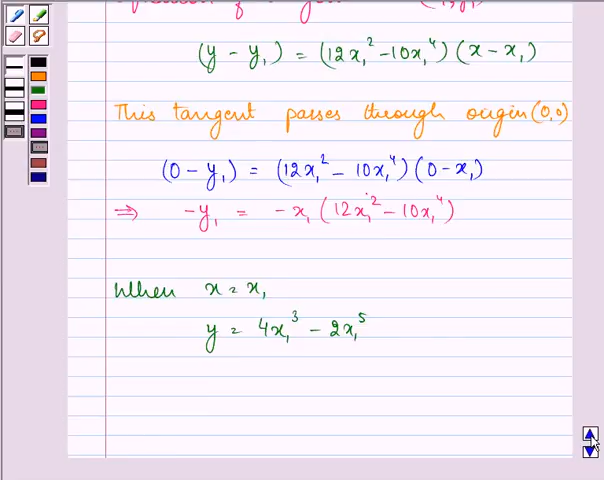 (y - y₁) = (12x₁² - 10x₁⁴) (x - x₁)
This tangent passes through origin (0,0)
(0 - y₁) = (12x₁² - 10x₁⁴) (0 - x₁)
⇒ -y₁ = -x₁ (12x₁² - 10x₁⁴)
When x = x₁
y = 4x₁³ - 2x₁⁵